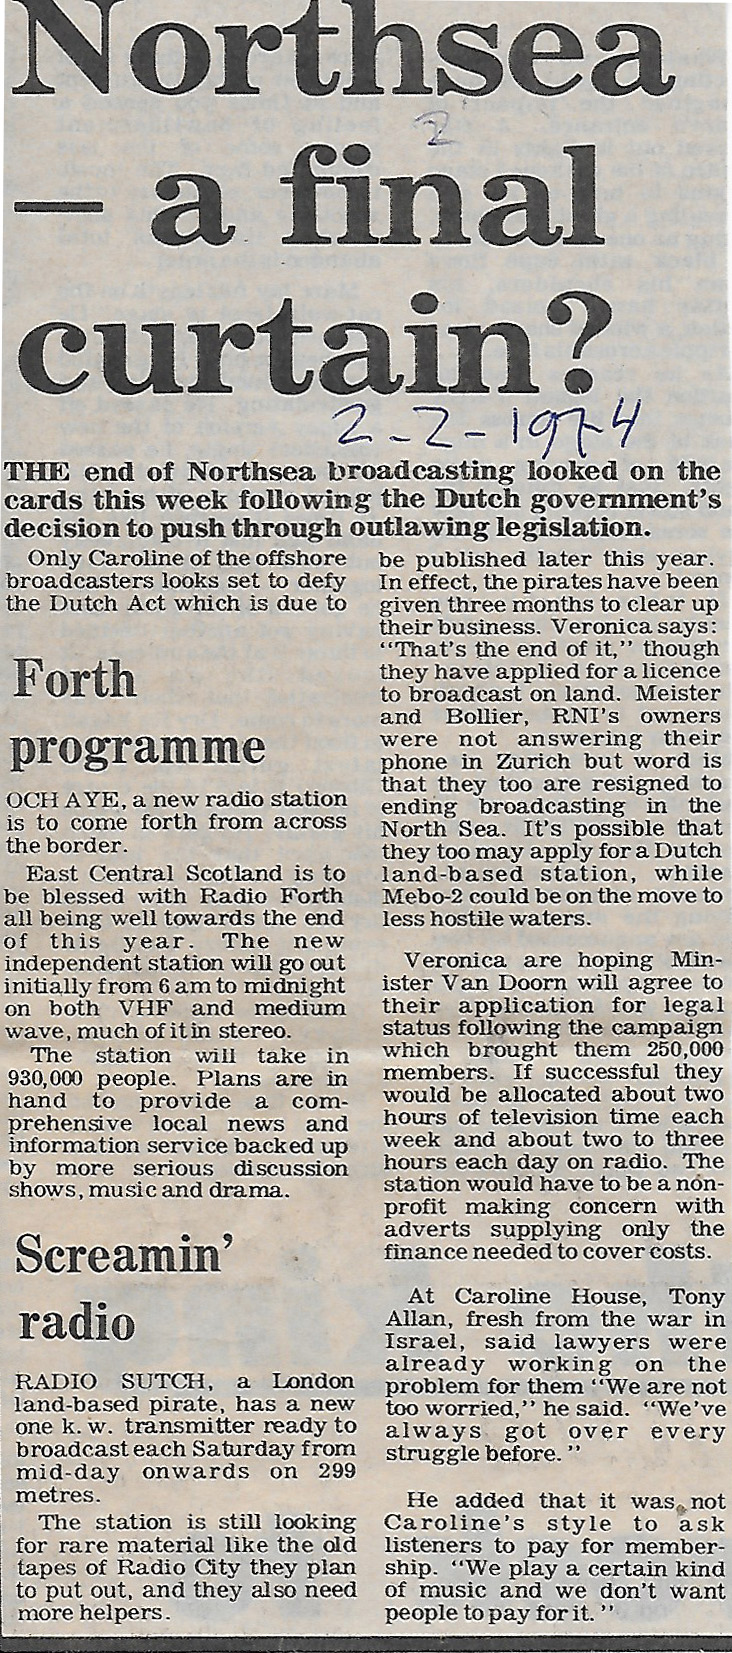 Northsea
2
– a final
curtain?
2-2-1974
THE end of Northsea broadcasting looked on the
cards this week following the Dutch government's
decision to push through outlawing legislation.
Only Caroline of the offshore
broadcasters looks set to defy
the Dutch Act which is due to
be published later this year.
In effect, the pirates have been
given three months to clear up
their business. Veronica says:
"That's the end of it," though
they have applied for a licence
to broadcast on land. Meister
and Bollier, RNI's owners
were not answering their
phone in Zurich but word is
that they too are resigned to
ending broadcasting in the
North Sea. It's possible that
they too may apply for a Dutch
land-based station, while
Mebo-2 could be on the move to
less hostile waters.
Veronica are hoping Min-
ister Van Doorn will agree to
their application for legal
status following the campaign
which brought them 250,000
members. If successful they
would be allocated about two
hours of television time each
week and about two to three
hours each day on radio. The
station would have to be a non-
profit making concern with
adverts supplying only the
finance needed to cover costs.
At Caroline House, Tony
Allan, fresh from the war in
Israel, said lawyers were
already working on the
problem for them "We are not
too worried," he said. "We've
always got over every
struggle before."
He added that it was not
Caroline's style to ask
listeners to pay for member-
ship. "We play a certain kind
of music and we don't want
people to pay for it."
Forth
programme
OCH AYE, a new radio station
is to come forth from across
the border.
East Central Scotland is to
be blessed with Radio Forth
all being well towards the end
of this year. The new
independent station will go out
initially from 6 am to midnight
on both VHF and medium
wave, much of it in stereo.
The station will take in
930,000 people. Plans are in
hand to provide a com-
prehensive local news and
information service backed up
by more serious discussion
shows, music and drama.
Screamin'
radio
RADIO SUTCH, a London
land-based pirate, has a new
one k. w. transmitter ready to
broadcast each Saturday from
mid-day onwards on 299
metres.
The station is still looking
for rare material like the old
tapes of Radio City they plan
to put out, and they also need
more helpers.